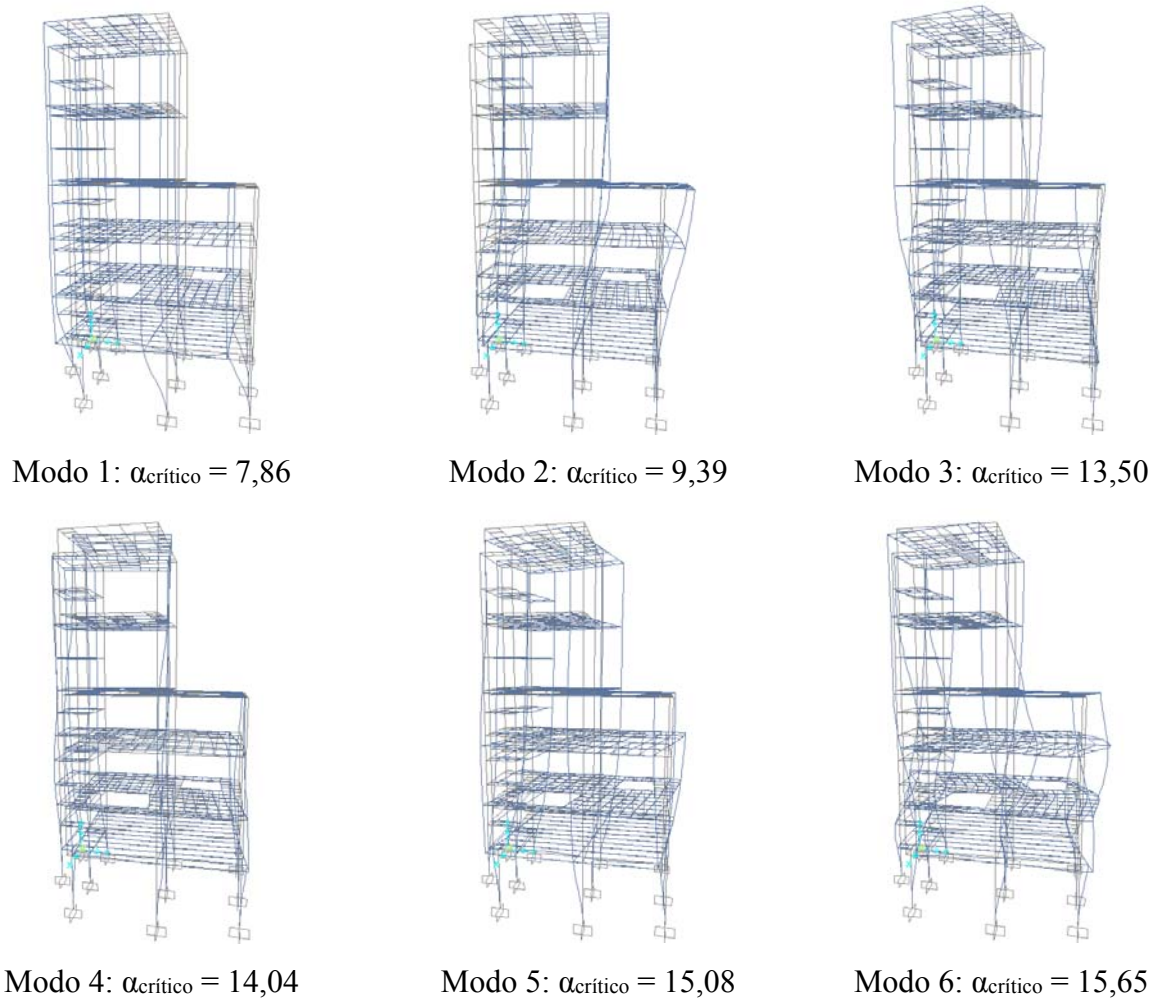 Modo 1: αcrítico = 7,86
Modo 2: αcrítico = 9,39
Modo 3: αcrítico = 13,50
Modo 4: αcrítico = 14,04
Modo 5: αcrítico = 15,08
Modo 6: αcrítico = 15,65